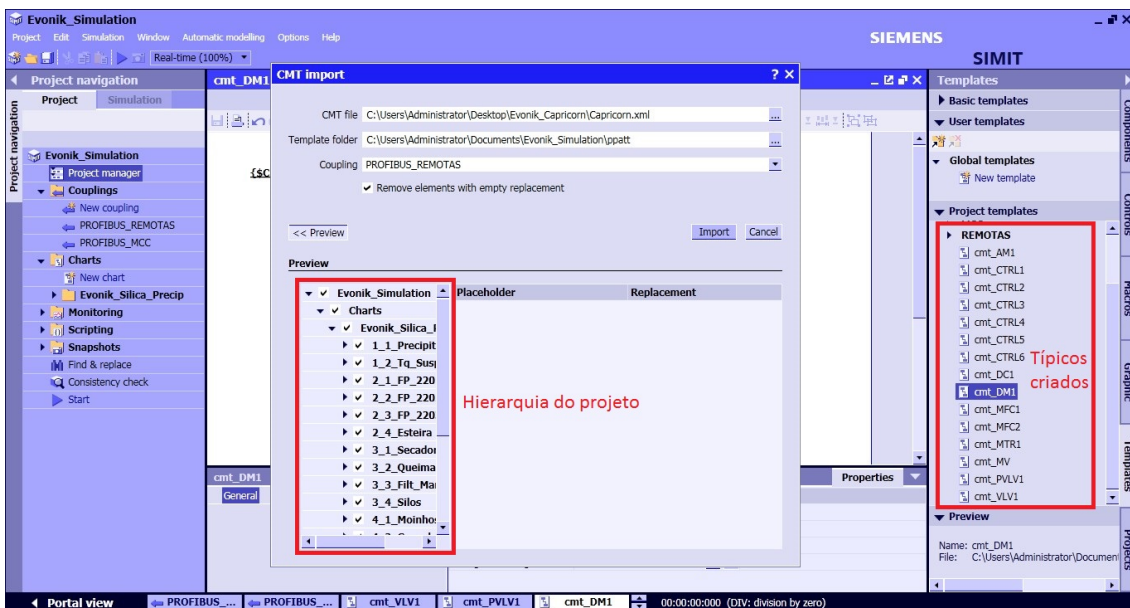 Evonik_Simulation
Project Edit Simulation Window Automatic modelling Options Help
SIEMENS
SIMIT
Real-time (100%)
Project navigation
Project Simulation
Project navigation
Evonik_Simulation
Project manager
Couplings
New coupling
PROFIBUS_REMOTAS
PROFIBUS_MCC
Charts
New chart
Evonik_Silica_Precip
Monitoring
Scripting
Snapshots
Find & replace
Consistency check
Start
cmt_DM1
{$C
CMT import ? ×
CMT file C:\Users\Administrator\Desktop\Evonik_Capricorn\Capricorn.xml ...
Template folder C:\Users\Administrator\Documents\Evonik_Simulation\ppatt ...
Coupling PROFIBUS_REMOTAS
Remove elements with empty replacement
<< Preview Import Cancel
Preview
Placeholder Replacement
Evonik_Simulation
Charts
Evonik_Silica_
1_1_Precipit
1_2_Tq_Sus
2_1_FP_220
2_2_FP_220
2_3_FP_220
2_4_Esteira
3_1_Secador
3_2_Queima
3_3_Filt_Ma
3_4_Silos
4_1_Moinho
Hierarquia do projeto
cmt_DM1
General
Properties
Templates
Basic templates
User templates
Global templates
New template
Project templates
REMOTAS
cmt_AM1
cmt_CTRL1
cmt_CTRL2
cmt_CTRL3
cmt_CTRL4
cmt_CTRL5
cmt_CTRL6
cmt_DC1
cmt_DM1
cmt_MFC1
cmt_MFC2
cmt_MTR1
cmt_MV
cmt_PVLV1
cmt_VLV1
Típicos
criados
Preview
Name: cmt_DM1
File: C:\Users\Administrator\Documen
Components
Controls
Macros
Graphic
Templates
Projects
Portal view PROFIBUS_... PROFIBUS_... cmt_VLV1 cmt_PVLV1 cmt_DM1 00:00:00:000 (DIV: division by zero)